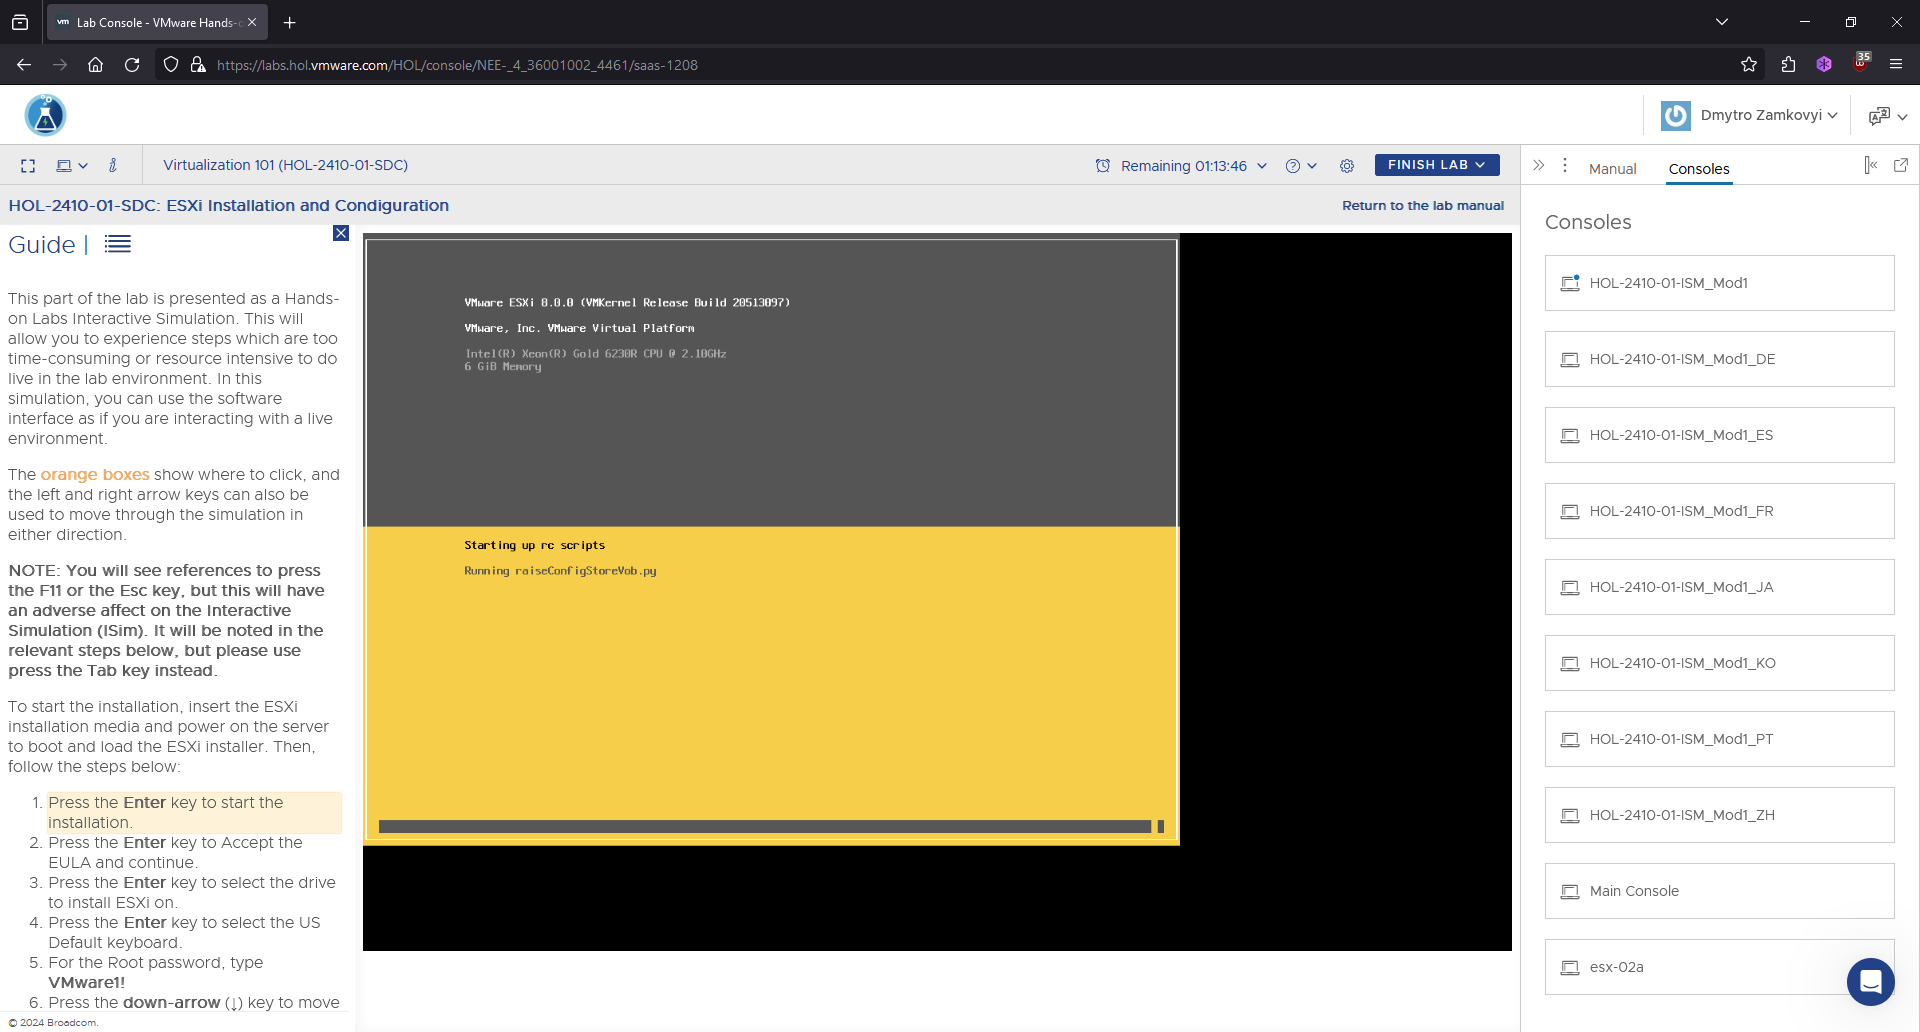 vm Lab Console - VMware Hands-o
https://labs.hol.vmware.com/HOL/console/NEE-_4_36001002_4461/saas-1208
35
Dmytro Zamkovyi
Virtualization 101 (HOL-2410-01-SDC)
Remaining 01:13:46
FINISH LAB
Manual
Consoles
HOL-2410-01-SDC: ESXi Installation and Condiguration
Return to the lab manual
Guide |
This part of the lab is presented as a Hands-
on Labs Interactive Simulation. This will
allow you to experience steps which are too
time-consuming or resource intensive to do
live in the lab environment. In this
simulation, you can use the software
interface as if you are interacting with a live
environment.
The orange boxes show where to click, and
the left and right arrow keys can also be
used to move through the simulation in
either direction.
NOTE: You will see references to press
the F11 or the Esc key, but this will have
an adverse affect on the Interactive
Simulation (ISim). It will be noted in the
relevant steps below, but please use
press the Tab key instead.
To start the installation, insert the ESXi
installation media and power on the server
to boot and load the ESXi installer. Then,
follow the steps below:
1. Press the Enter key to start the
installation.
2. Press the Enter key to Accept the
EULA and continue.
3. Press the Enter key to select the drive
to install ESXi on.
4. Press the Enter key to select the US
Default keyboard.
5. For the Root password, type
VMware1!
6. Press the down-arrow (↓) key to move
© 2024 Broadcom.
VMware ESXi 8.0.0 (VMKernel Release Build 20513097)
VMware, Inc. VMware Virtual Platform
Intel(R) Xeon(R) Gold 6230R CPU @ 2.10GHz
6 GiB Memory
Starting up rc scripts
Running raiseConfigStoreVob.py
Consoles
HOL-2410-01-ISM_Mod1
HOL-2410-01-ISM_Mod1_DE
HOL-2410-01-ISM_Mod1_ES
HOL-2410-01-ISM_Mod1_FR
HOL-2410-01-ISM_Mod1_JA
HOL-2410-01-ISM_Mod1_KO
HOL-2410-01-ISM_Mod1_PT
HOL-2410-01-ISM_Mod1_ZH
Main Console
esx-02a